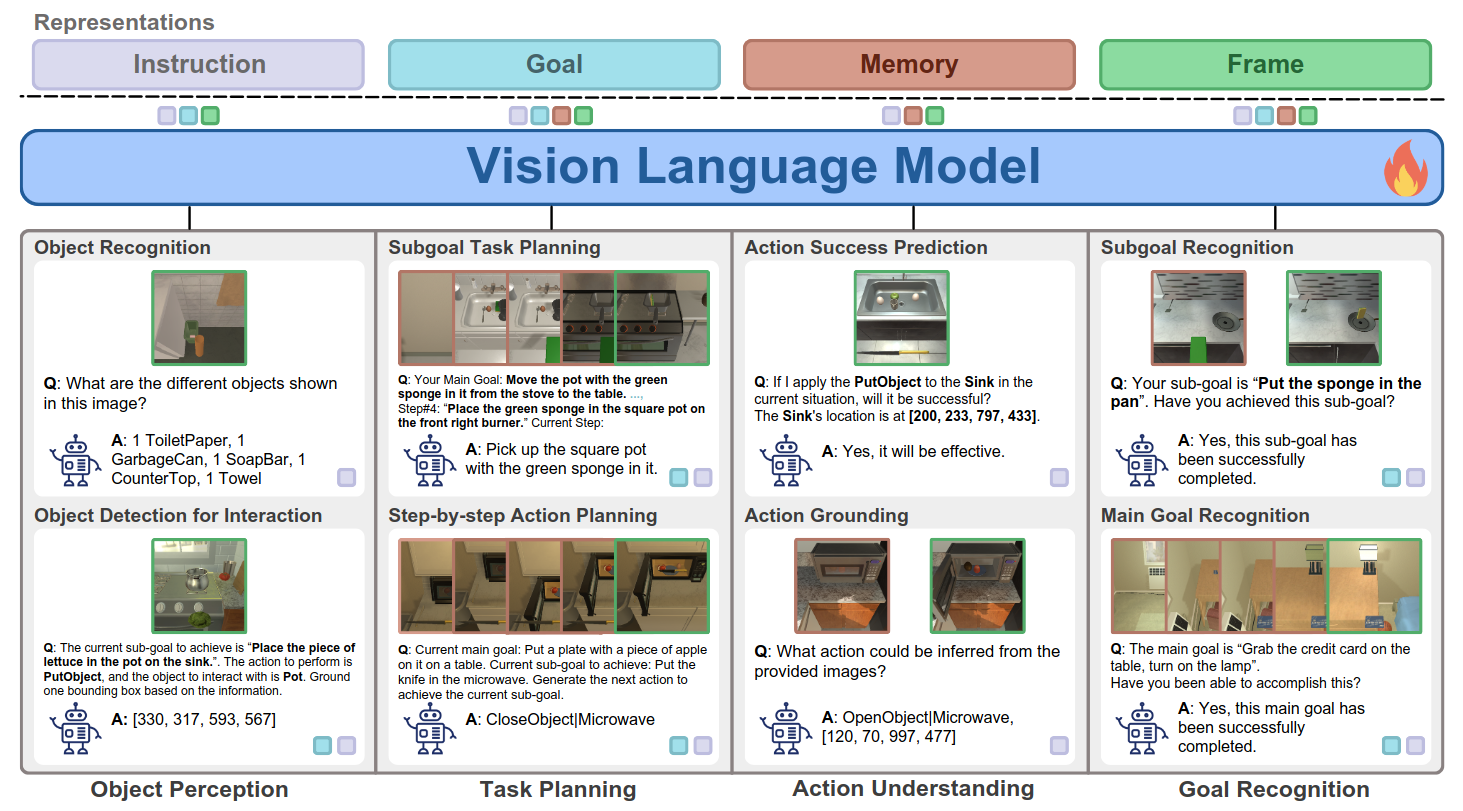 Representations
Instruction
Goal
Memory
Frame
Vision Language Model
Object Recognition
Q: What are the different objects shown
in this image?
A: 1 ToiletPaper, 1
GarbageCan, 1 SoapBar, 1
CounterTop, 1 Towel
Object Detection for Interaction
Q: The current sub-goal to achieve is “Place the piece of
lettuce in the pot on the sink.”. The action to perform is
PutObject, and the object to interact with is Pot. Ground
one bounding box based on the information.
A: [330, 317, 593, 567]
Object Perception
Subgoal Task Planning
Q: Your Main Goal: Move the pot with the green
sponge in it from the stove to the table. ...,
Step#4: “Place the green sponge in the square pot on
the front right burner.” Current Step:
A: Pick up the square pot
with the green sponge in it.
Step-by-step Action Planning
Q: Current main goal: Put a plate with a piece of apple
on it on a table. Current sub-goal to achieve: Put the
knife in the microwave. Generate the next action to
achieve the current sub-goal.
A: CloseObject|Microwave
Task Planning
Action Success Prediction
Q: If I apply the PutObject to the Sink in the
current situation, will it be successful?
The Sink's location is at [200, 233, 797, 433].
A: Yes, it will be effective.
Action Grounding
Q: What action could be inferred from the
provided images?
A: OpenObject|Microwave,
[120, 70, 997, 477]
Action Understanding
Subgoal Recognition
Q: Your sub-goal is “Put the sponge in the
pan”. Have you achieved this sub-goal?
A: Yes, this sub-goal has
been successfully
completed.
Main Goal Recognition
Q: The main goal is “Grab the credit card on the
table, turn on the lamp”.
Have you been able to accomplish this?
A: Yes, this main goal has
been successfully
completed.
Goal Recognition